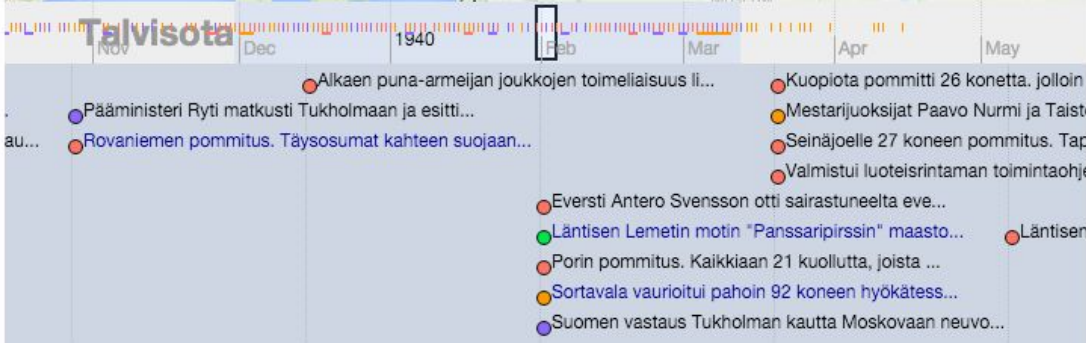 Talvisota
Nov Dec 1940 Feb Mar Apr May
Alkaen puna-armeijan joukkojen toimeliaisuus li... Kuopiota pommitti 26 konetta. jolloin
Pääministeri Ryti matkusti Tukholmaan ja esitti... Mestarijuoksijat Paavo Nurmi ja Taist
au... Rovaniemen pommitus. Täysosumat kahteen suojaan... Seinäjoelle 27 koneen pommitus. Tap
Valmistui luoteisrintaman toimintaohje
Eversti Antero Svensson otti sairastuneelta eve...
Läntisen Lemetin motin "Panssaripirssin" maasto... Läntisen
Porin pommitus. Kaikkiaan 21 kuollutta, joista ...
Sortavala vaurioitui pahoin 92 koneen hyökätess...
Suomen vastaus Tukholman kautta Moskovaan neuvo...